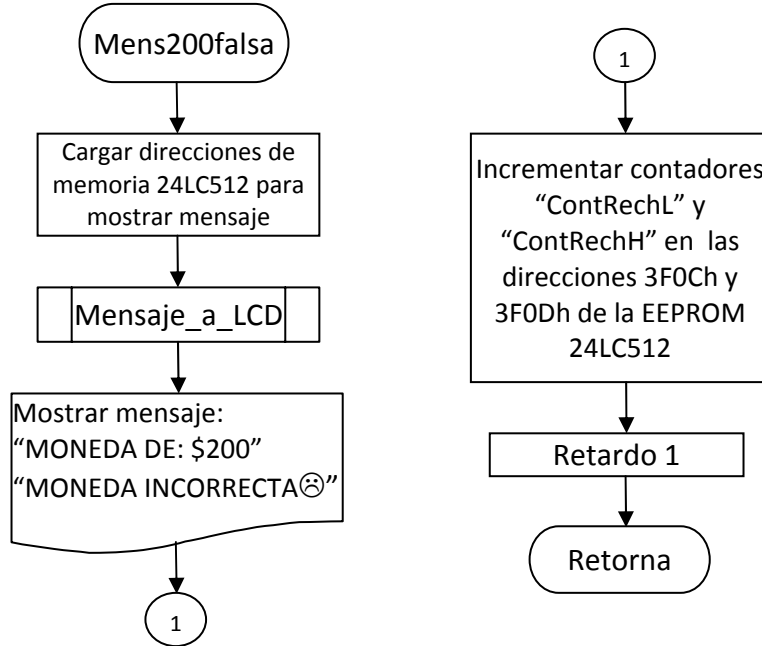 Mens200falsa
Cargar direcciones de
memoria 24LC512 para
mostrar mensaje
Mensaje_a_LCD
Mostrar mensaje:
“MONEDA DE: $200”
“MONEDA INCORRECTA☹”
1
1
Incrementar contadores
“ContRechL” y
“ContRechH” en las
direcciones 3F0Ch y
3F0Dh de la EEPROM
24LC512
Retardo 1
Retorna